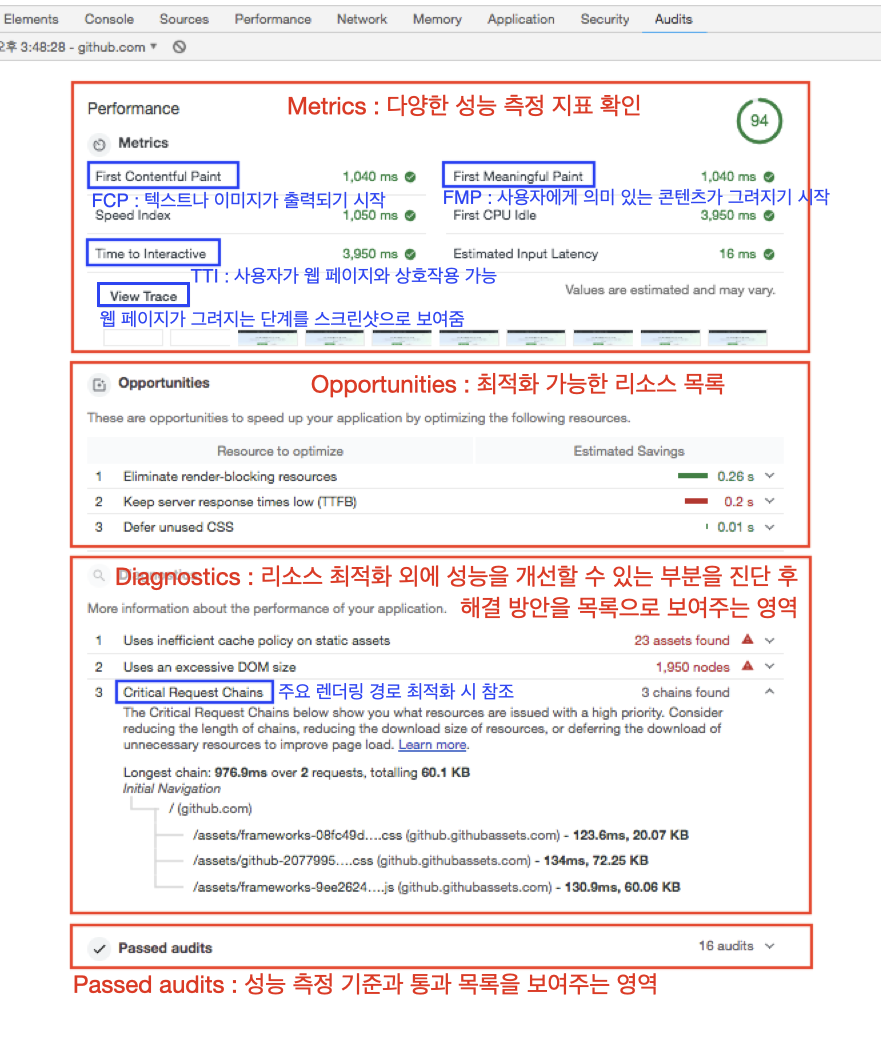 Elements Console Sources Performance Network Memory Application Security Audits
오후 3:48:28 - github.com
Performance
Metrics : 다양한 성능 측정 지표 확인
94
Metrics
First Contentful Paint 1,040 ms First Meaningful Paint 1,040 ms
FCP : 텍스트나 이미지가 출력되기 시작 FMP : 사용자에게 의미 있는 콘텐츠가 그려지기 시작
Speed Index 1,050 ms First CPU Idle 3,950 ms
Time to Interactive 3,950 ms Estimated Input Latency 16 ms
TTI : 사용자가 웹 페이지와 상호작용 가능
View Trace Values are estimated and may vary.
웹 페이지가 그려지는 단계를 스크린샷으로 보여줌
Opportunities Opportunities : 최적화 가능한 리소스 목록
These are opportunities to speed up your application by optimizing the following resources.
Resource to optimize Estimated Savings
1 Eliminate render-blocking resources 0.26 s
2 Keep server response times low (TTFB) 0.2 s
3 Defer unused CSS 0.01 s
Diagnostics : 리소스 최적화 외에 성능을 개선할 수 있는 부분을 진단 후
More information about the performance of your application. 해결 방안을 목록으로 보여주는 영역
1 Uses inefficient cache policy on static assets 23 assets found
2 Uses an excessive DOM size 1,950 nodes
3 Critical Request Chains 주요 렌더링 경로 최적화 시 참조 3 chains found
The Critical Request Chains below show you what resources are issued with a high priority. Consider
reducing the length of chains, reducing the download size of resources, or deferring the download of
unnecessary resources to improve page load. Learn more.
Longest chain: 976.9ms over 2 requests, totalling 60.1 KB
Initial Navigation
/ (github.com)
/assets/frameworks-08fc49d….css (github.githubassets.com) - 123.6ms, 20.07 KB
/assets/github-2077995….css (github.githubassets.com) - 134ms, 72.25 KB
/assets/frameworks-9ee2624….js (github.githubassets.com) - 130.9ms, 60.06 KB
Passed audits 16 audits
Passed audits : 성능 측정 기준과 통과 목록을 보여주는 영역